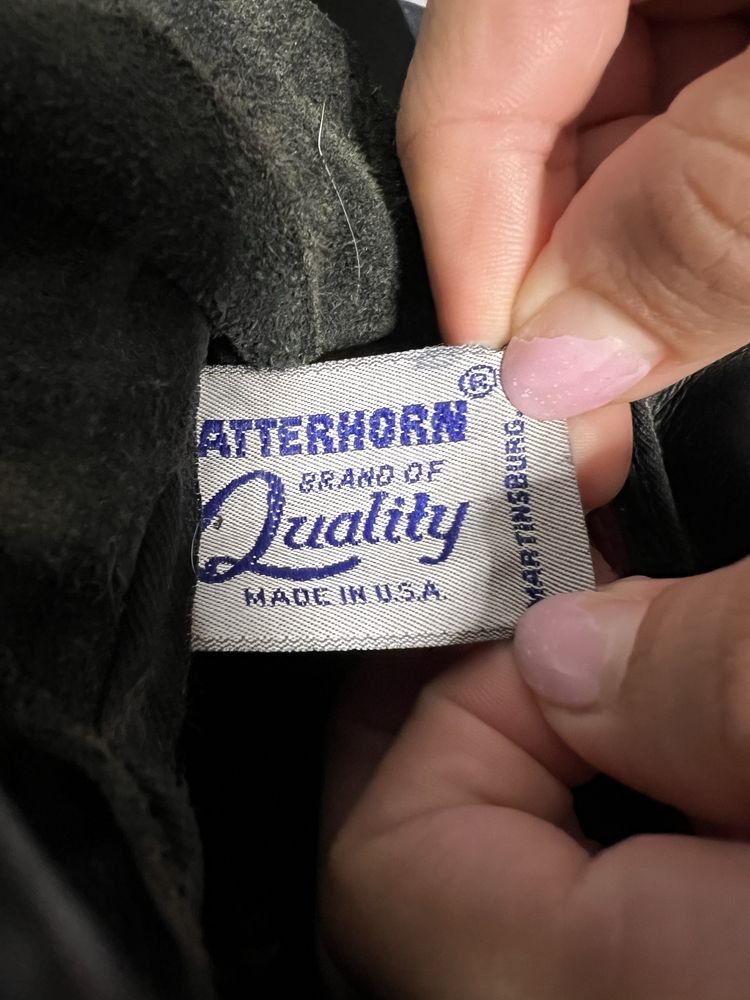 ATTERHORN®
BRAND OF
Quality
MADE IN U.S.A.
MARTINSBURG